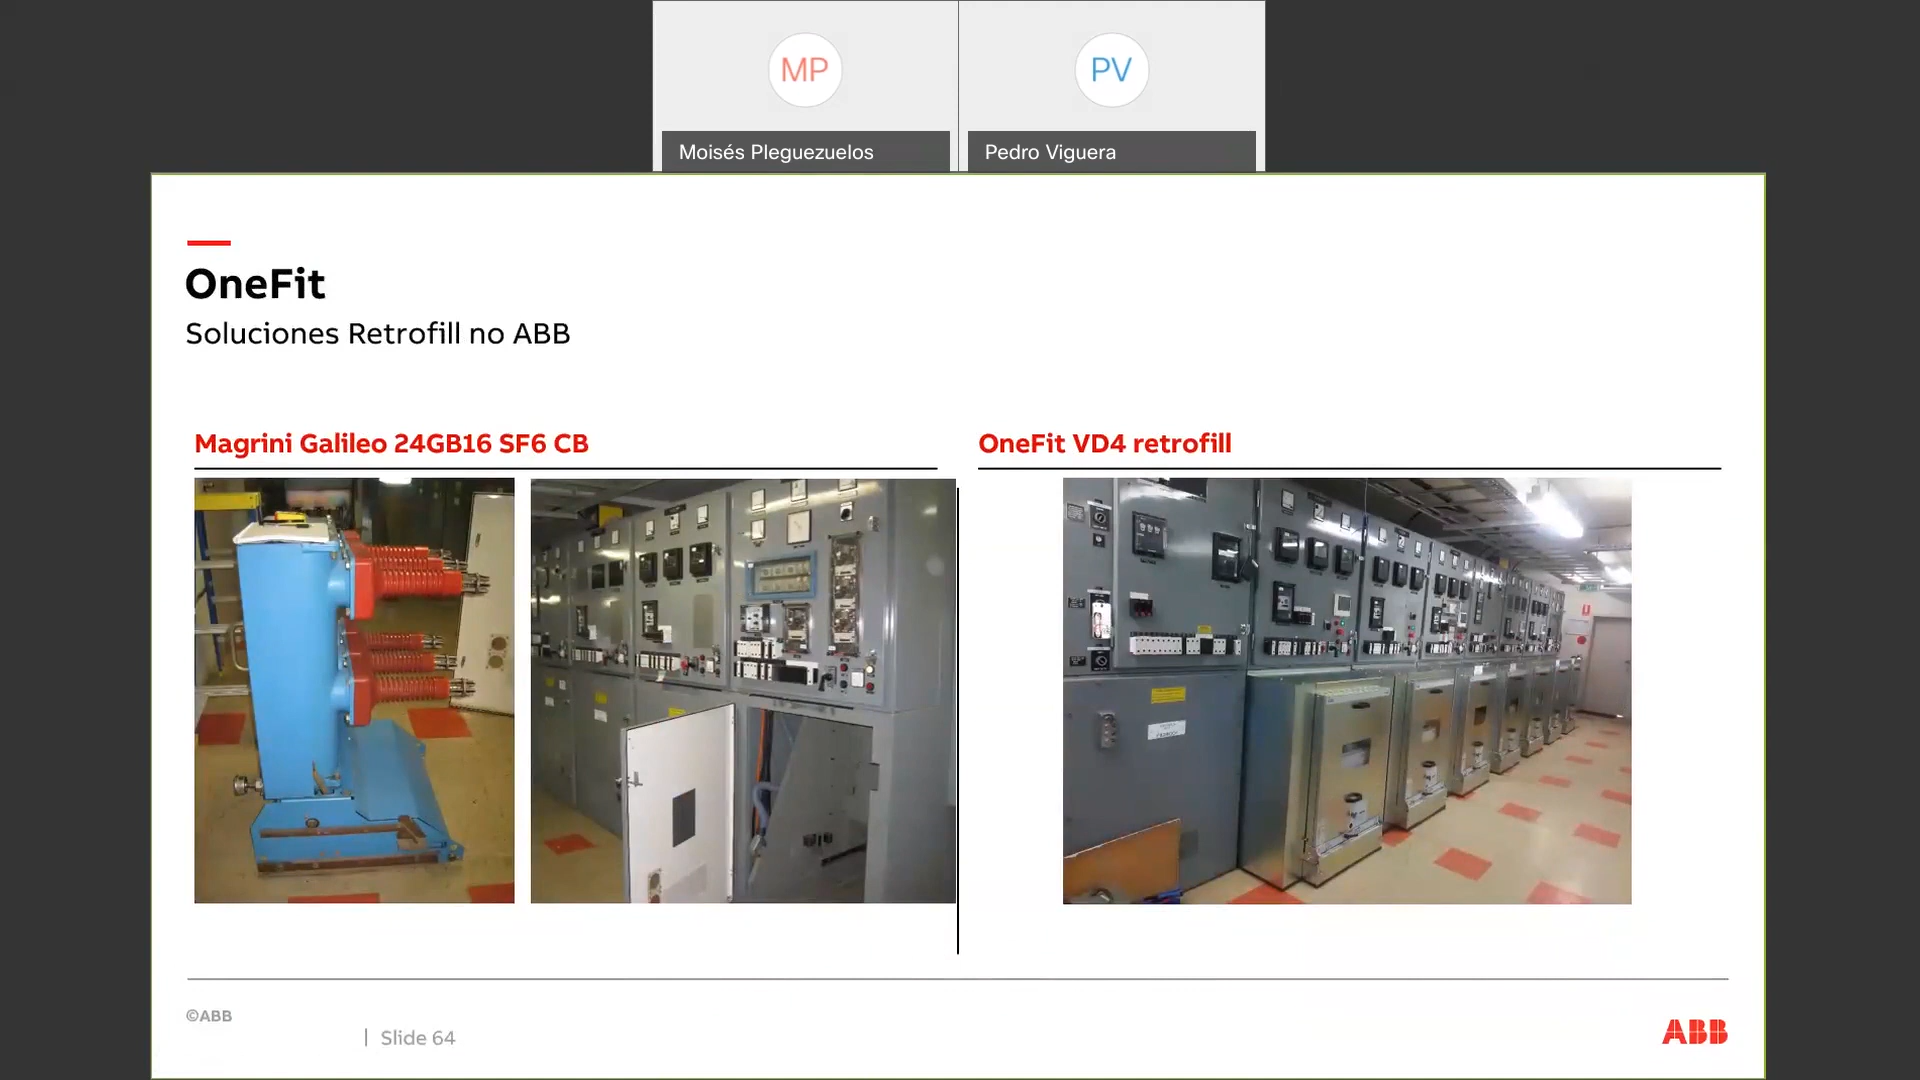 MP
PV
Moisés Pleguezuelos
Pedro Viguera
OneFit
Soluciones Retrofill no ABB
Magrini Galileo 24GB16 SF6 CB
OneFit VD4 retrofill
©ABB
| Slide 64
ABB